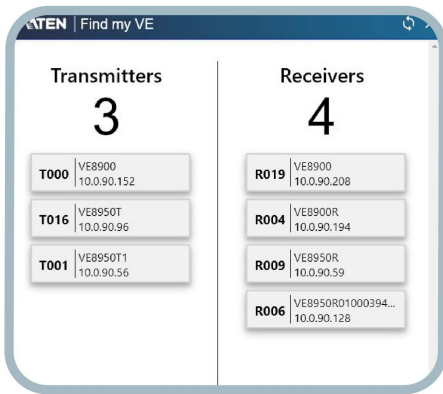 ATEN | Find my VE
Transmitters
3
T000 VE8900
10.0.90.152
T016 VE8950T
10.0.90.96
T001 VE8950T1
10.0.90.56
Receivers
4
R019 VE8900
10.0.90.208
R004 VE8900R
10.0.90.194
R009 VE8950R
10.0.90.59
R006 VE8950R01000394...
10.0.90.128